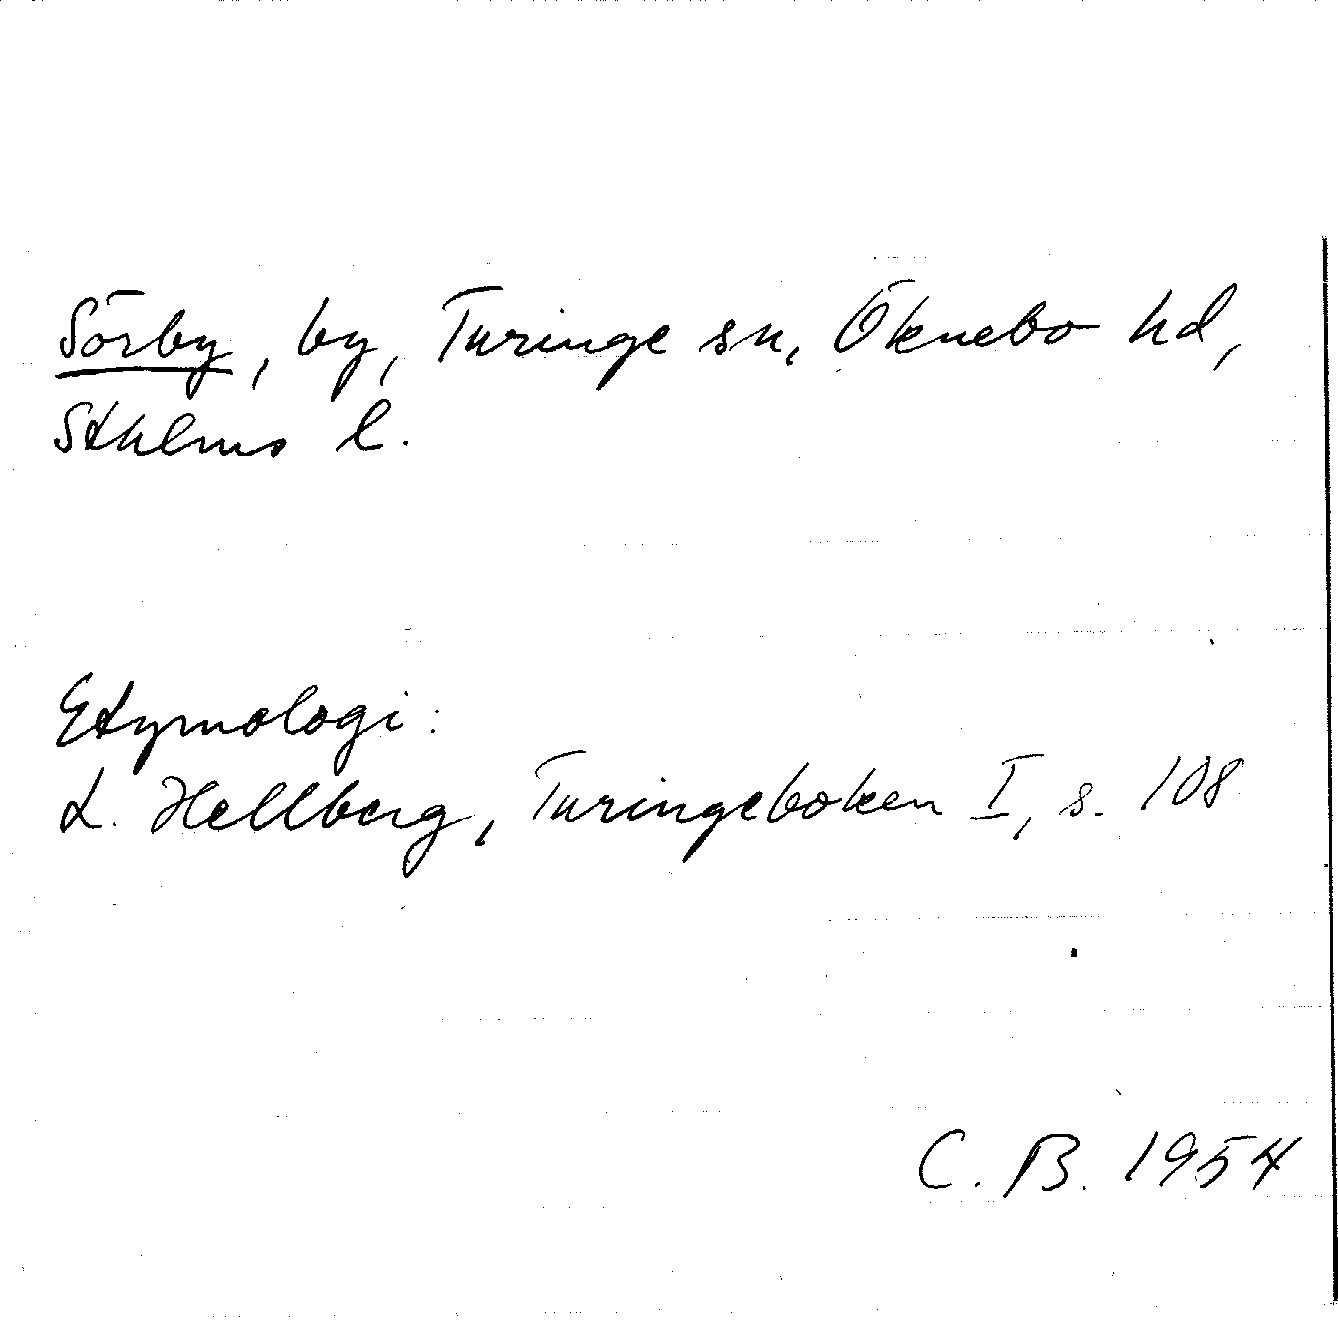 Sörby, by, Turinge sn, Öknebo hd,
Sthlms l.
Etymologi:
L. Hellberg, Turingeboken I, s. 108
C. B. 1954